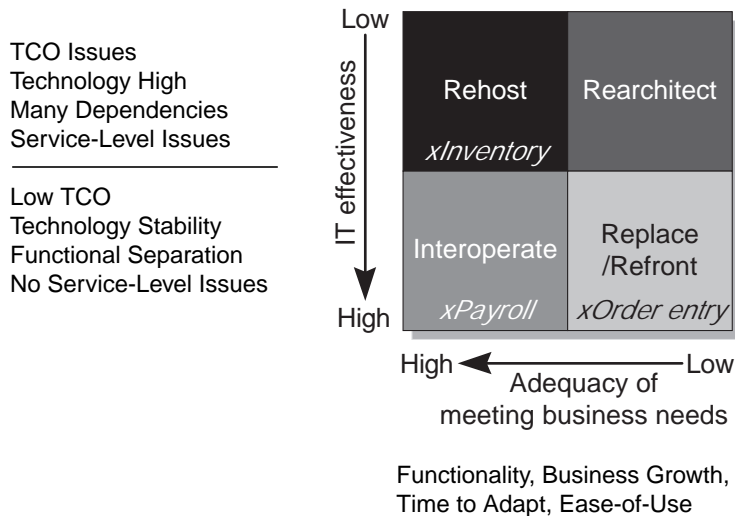 TCO Issues
Technology High
Many Dependencies
Service-Level Issues
Low TCO
Technology Stability
Functional Separation
No Service-Level Issues
Low
IT effectiveness
High
Rehost
xInventory
Rearchitect
Interoperate
xPayroll
Replace
/Refront
xOrder entry
High
Low
Adequacy of
meeting business needs
Functionality, Business Growth,
Time to Adapt, Ease-of-Use